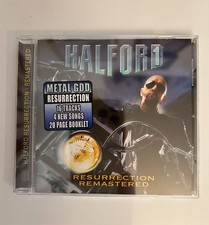 HALFORD
METAL GOD
RESURRECTION
16 TRACKS
4 NEW SONGS
20 PAGE BOOKLET
RESURRECTION
REMASTERED
HALFORD RESURRECTION REMASTERED